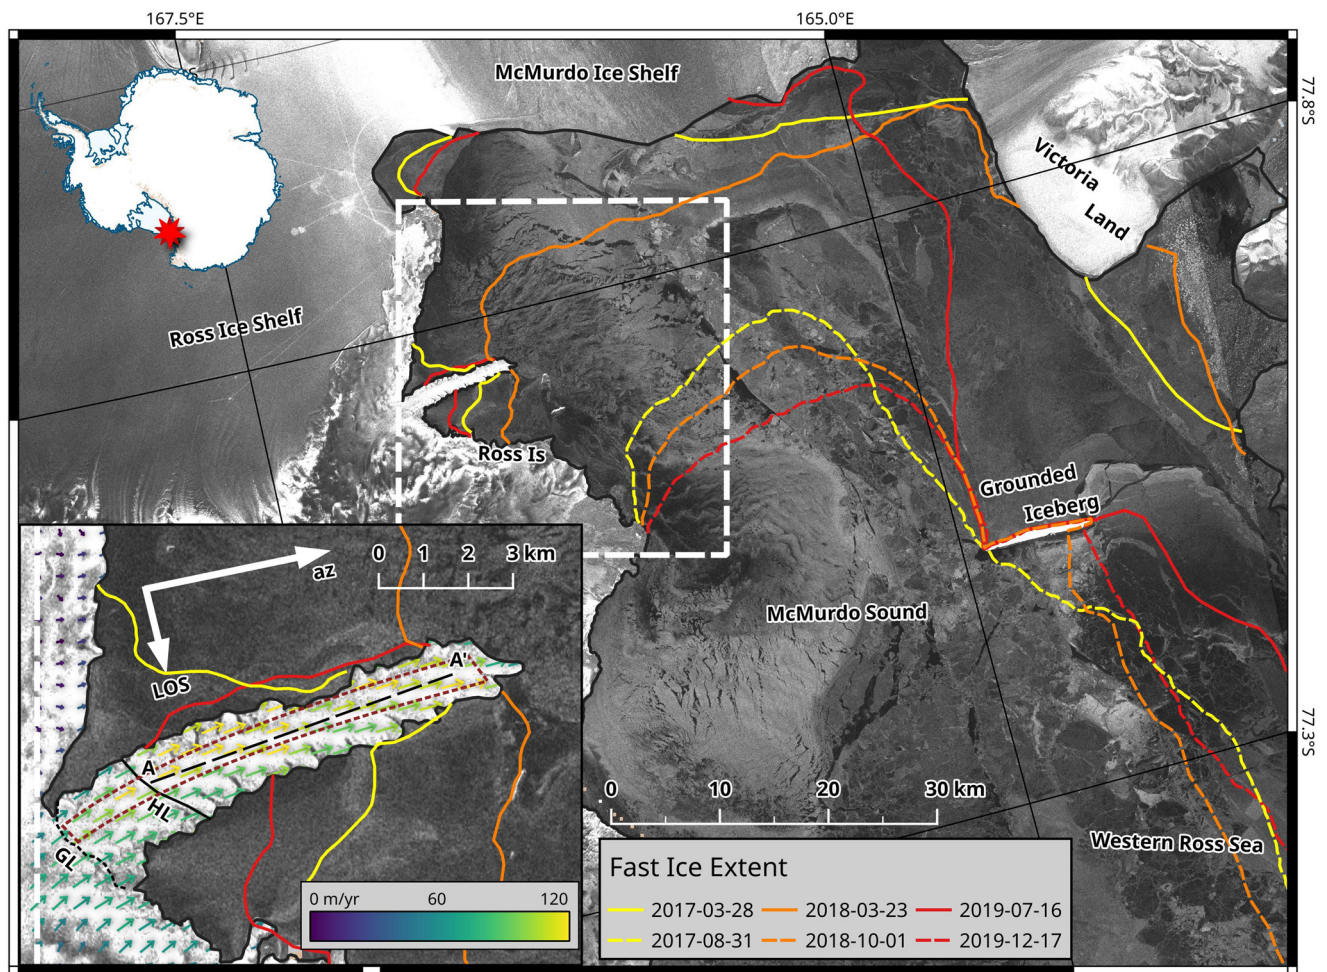 167.5°E
165.0°E
McMurdo Ice Shelf
77.8°S
Victoria
Land
Ross Ice Shelf
Ross Is
Grounded
Iceberg
McMurdo Sound
77.3°S
0 10 20 30 km
Western Ross Sea
az
LOS
0 1 2 3 km
A'
A
HL
GL
0 m/yr 60 120
Fast Ice Extent
2017-03-28 2018-03-23 2019-07-16
2017-08-31 2018-10-01 2019-12-17